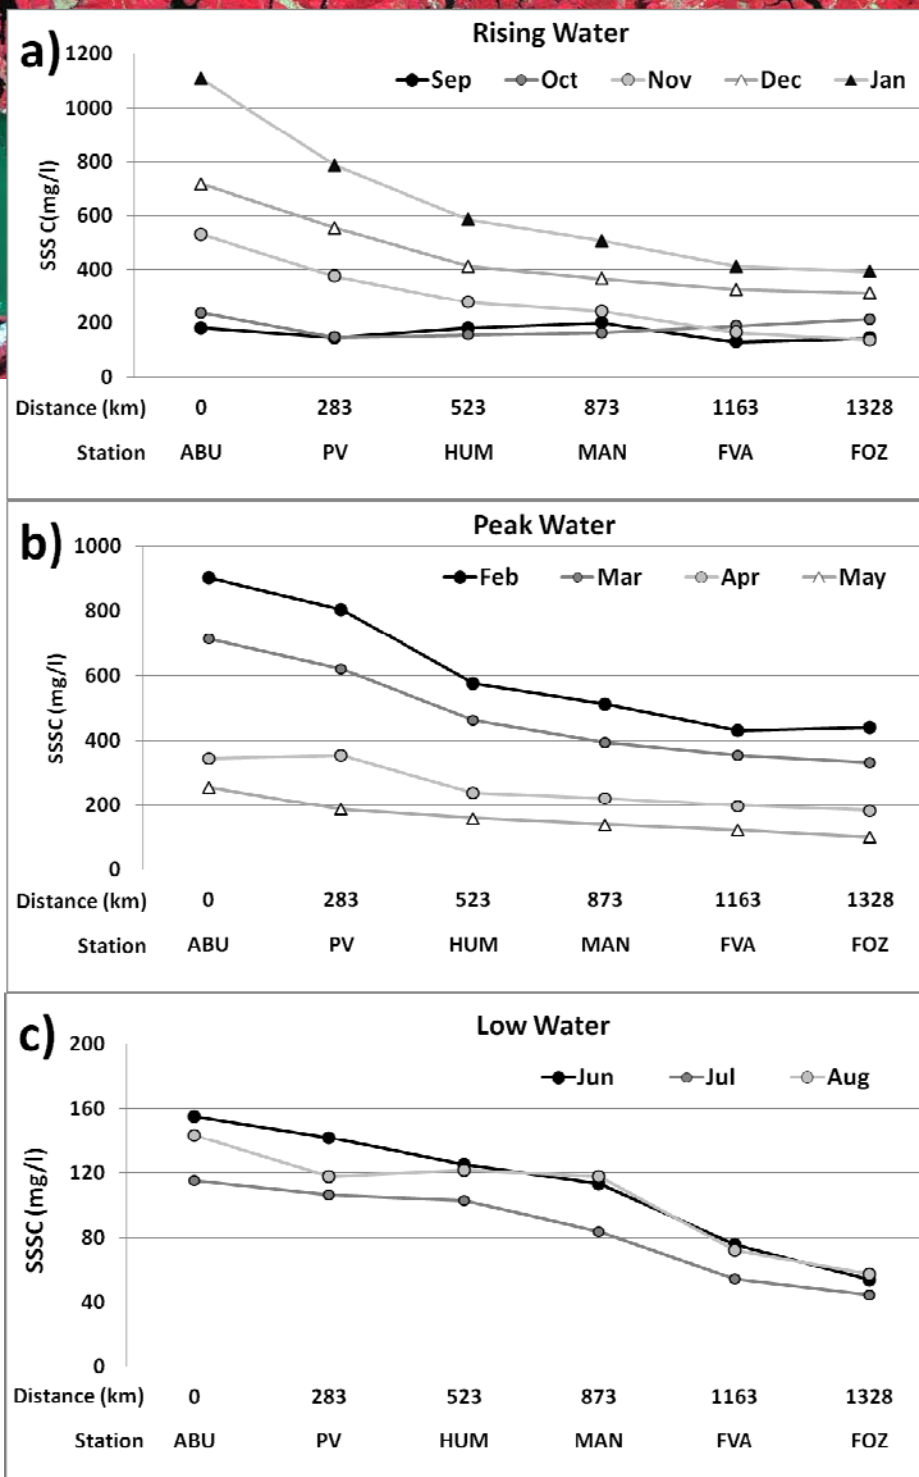 a)
Rising Water
Sep Oct Nov Dec Jan
1200
1000
800
600
400
200
0
SSS C(mg/l)
Distance (km) 0 283 523 873 1163 1328
Station ABU PV HUM MAN FVA FOZ
b)
Peak Water
Feb Mar Apr May
1000
800
600
400
200
0
SSSC (mg/l)
Distance (km) 0 283 523 873 1163 1328
Station ABU PV HUM MAN FVA FOZ
c)
Low Water
Jun Jul Aug
200
160
120
80
40
0
SSSC (mg/l)
Distance (km) 0 283 523 873 1163 1328
Station ABU PV HUM MAN FVA FOZ